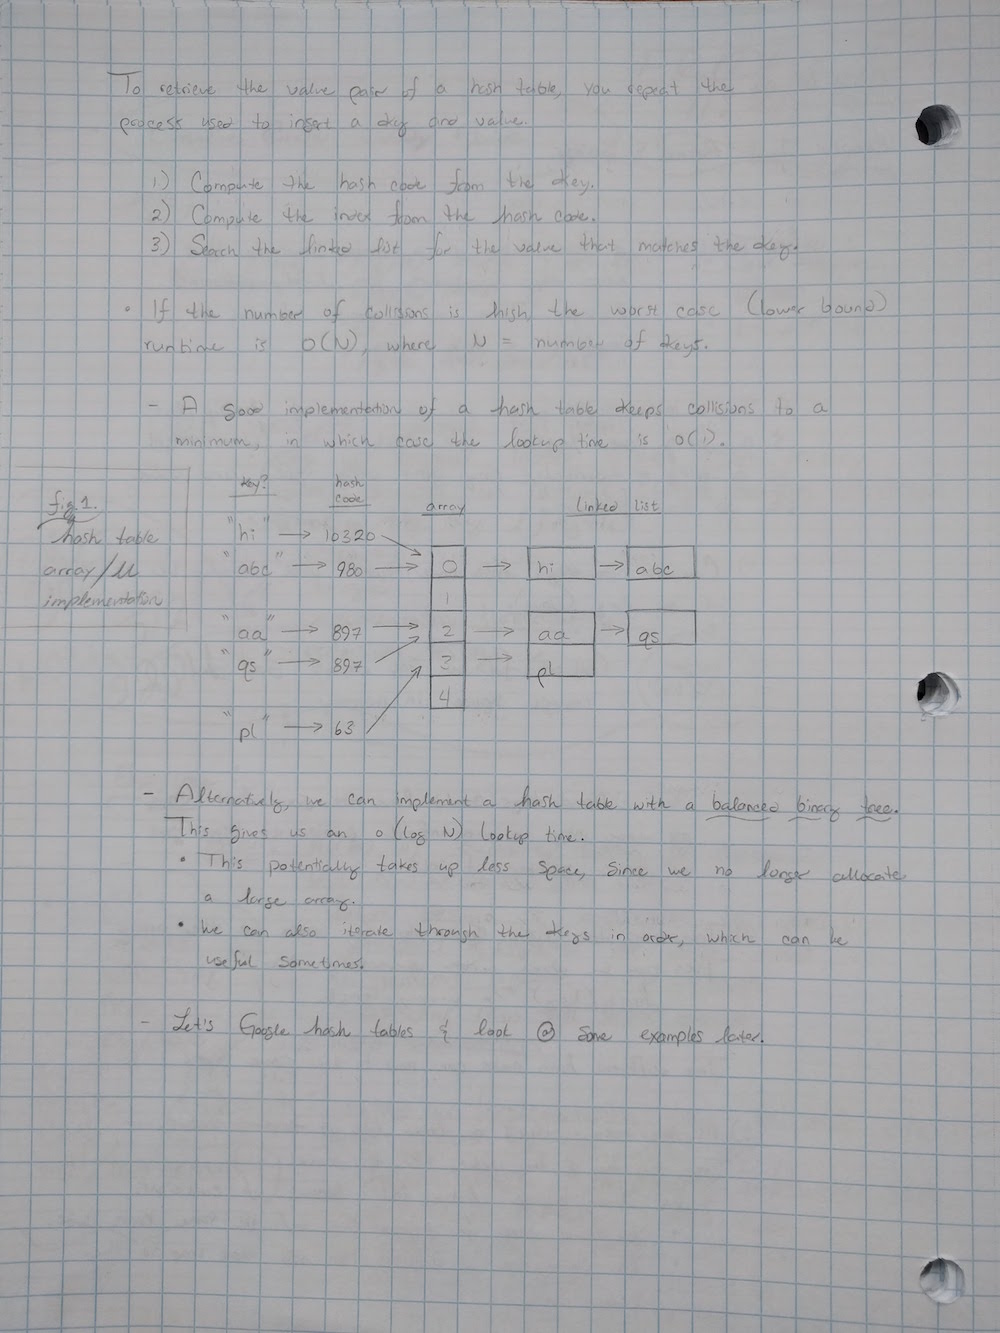 To retrieve the value pair of a hash table, you repeat the
process used to insert a key and value.
1) Compute the hash code from the key.
2) Compute the index from the hash code.
3) Search the linked list for the value that matches the key.
• If the number of collisions is high, the worst case (lower bound)
runtime is O(N), where N = number of keys.
- A good implementation of a hash table keeps collisions to a
minimum, in which case the lookup time is O(1).
fig. 1.
hash table
array/ll
implementation
key?
hash
code
array
linked list
"hi" → 10320
"abc" → 980 → 0 → hi → abc
1
"aa" → 897 → 2 → aa → qs
"qs" → 897 3 → pl
4
"pl" → 63
- Alternatively, we can implement a hash table with a balanced binary tree.
This gives us an O(log N) lookup time.
• This potentially takes up less space, since we no longer allocate
a large array.
• We can also iterate through the keys in order, which can be
useful sometimes.
- Let's Google hash tables & look @ some examples later.